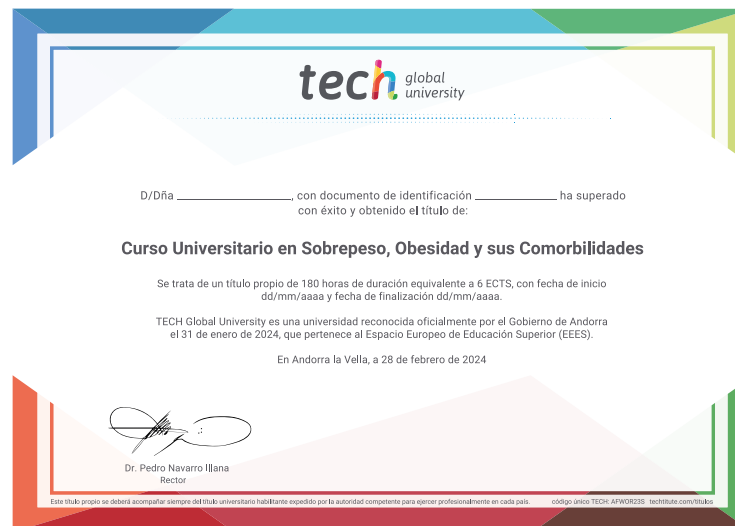 tech global university
D/Dña ____________, con documento de identificación ____________ ha superado
con éxito y obtenido el título de:
Curso Universitario en Sobrepeso, Obesidad y sus Comorbilidades
Se trata de un título propio de 180 horas de duración equivalente a 6 ECTS, con fecha de inicio
dd/mm/aaaa y fecha de finalización dd/mm/aaaa.
TECH Global University es una universidad reconocida oficialmente por el Gobierno de Andorra
el 31 de enero de 2024, que pertenece al Espacio Europeo de Educación Superior (EEES).
En Andorra la Vella, a 28 de febrero de 2024
Dr. Pedro Navarro Illana
Rector
Este título propio se deberá acompañar siempre del título universitario habilitante expedido por la autoridad competente para ejercer profesionalmente en cada país. código único TECH: AFWOR23S techtitute.com/titulos